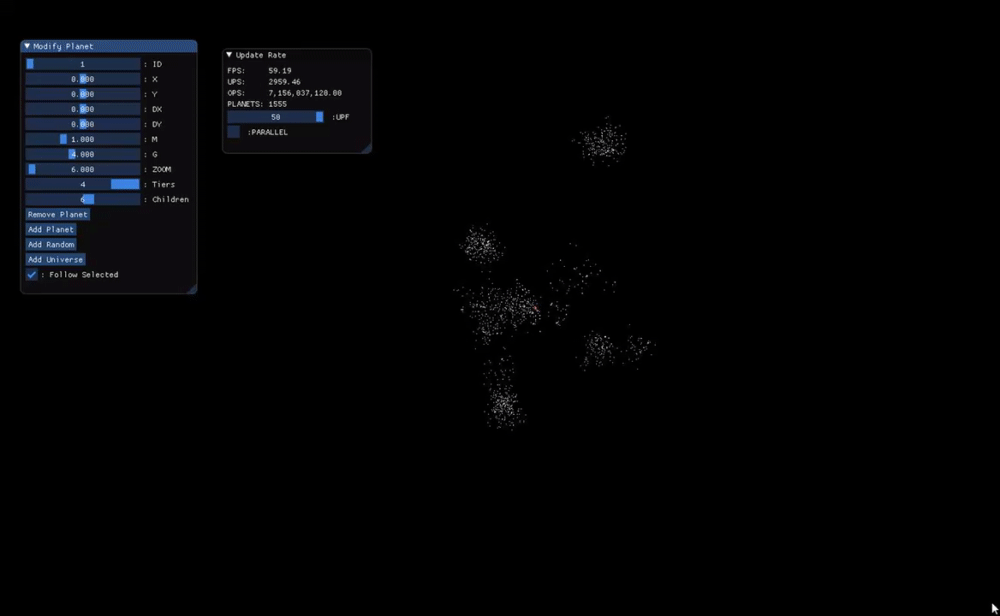 Modify Planet
1 : ID
0.000 : X
0.000 : Y
0.000 : DX
0.000 : DY
1.000 : M
4.000 : G
6.000 : ZOOM
4 : Tiers
6 : Children
Remove Planet
Add Planet
Add Random
Add Universe
: Follow Selected
Update Rate
FPS: 59.19
UPS: 2959.46
OPS: 7,156,037,128.00
PLANETS: 1555
50 :UPF
:PARALLEL